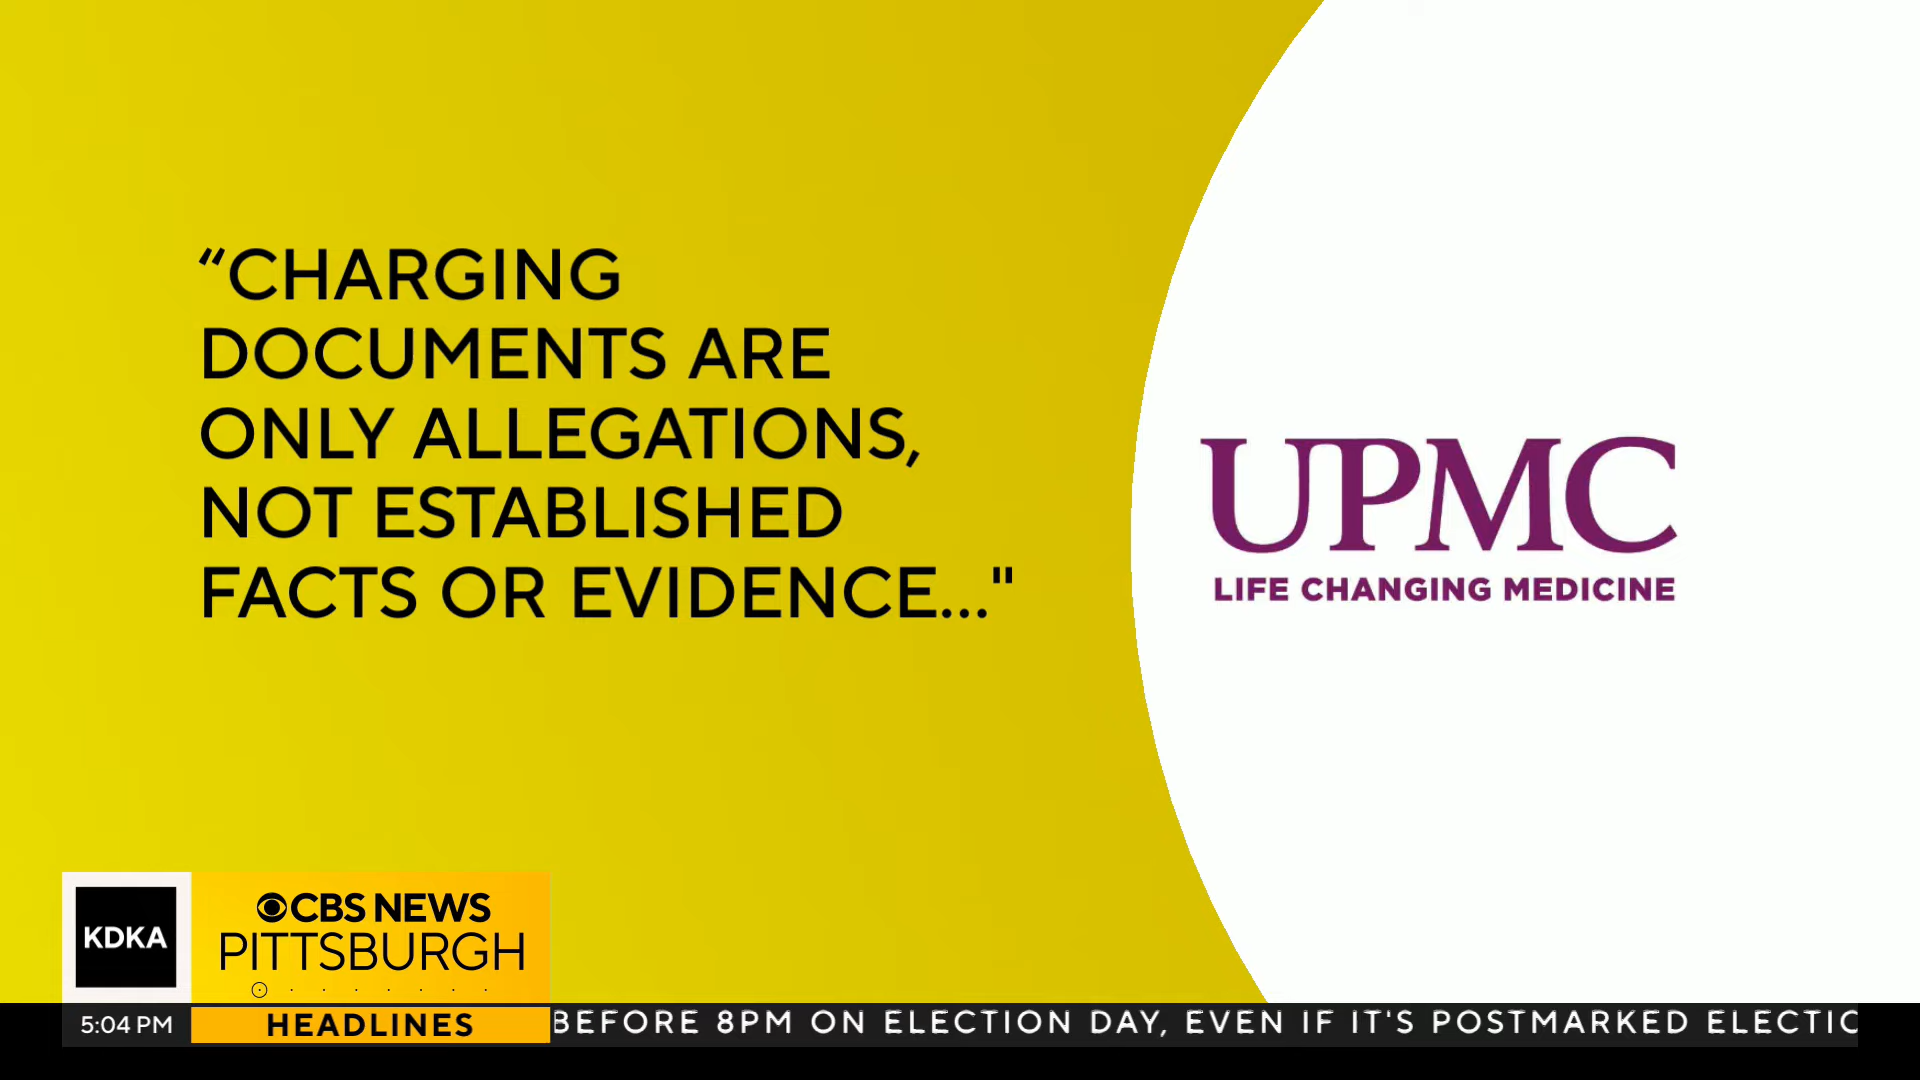 “CHARGING
DOCUMENTS ARE
ONLY ALLEGATIONS,
NOT ESTABLISHED
FACTS OR EVIDENCE..."
UPMC
LIFE CHANGING MEDICINE
KDKA
CBS NEWS
PITTSBURGH
5:04 PM
HEADLINES
BEFORE 8PM ON ELECTION DAY, EVEN IF IT'S POSTMARKED ELECTIC